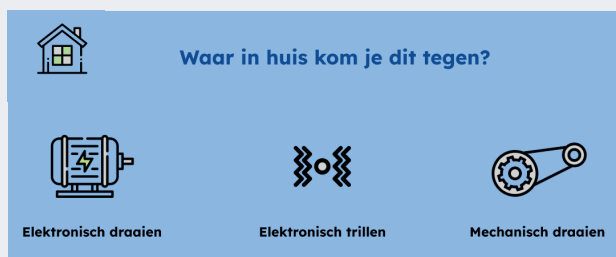 Waar in huis kom je dit tegen?
Elektronisch draaien
Elektronisch trillen
Mechanisch draaien